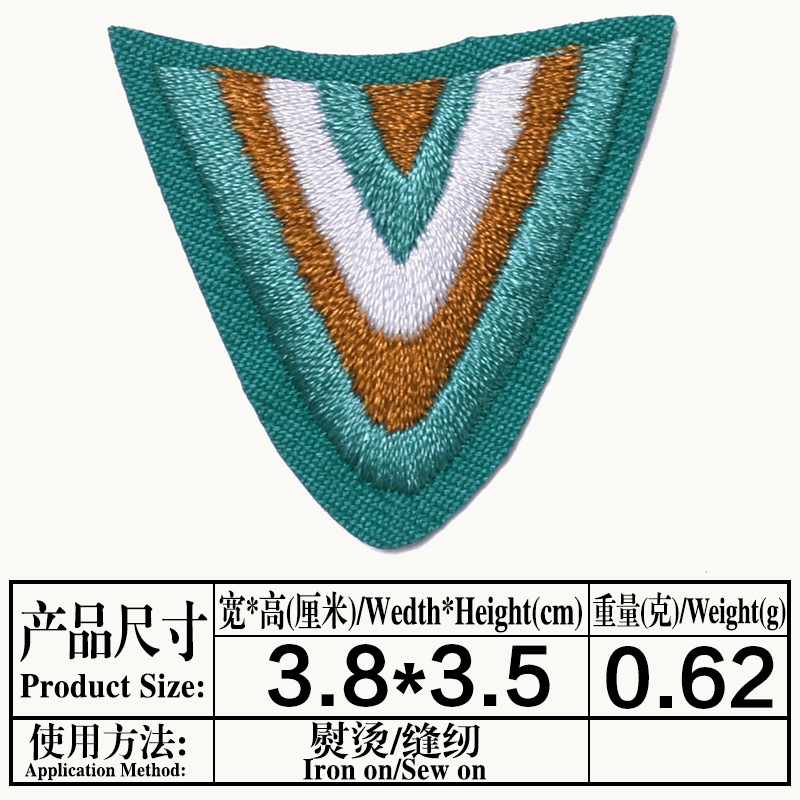 产品尺寸
Product Size:
宽*高(厘米)/Wedth*Height(cm)
重量(克)/Weight(g)
3.8*3.5
0.62
使用方法:
Application Method:
熨烫/缝纫
Iron on/Sew on